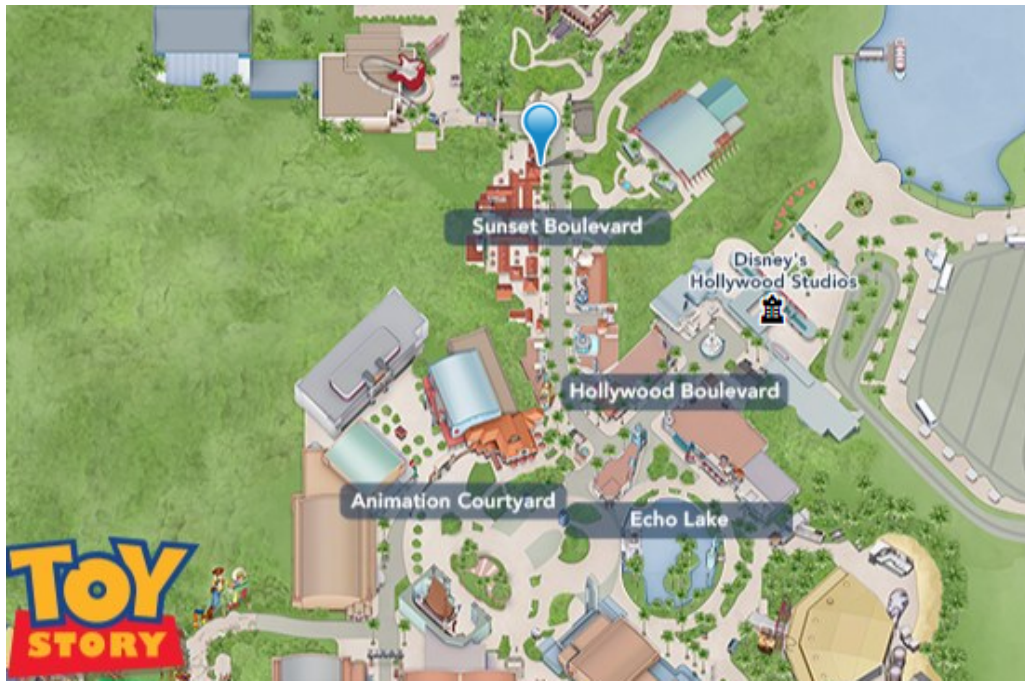 Sunset Boulevard
Disney's
Hollywood Studios
Hollywood Boulevard
Animation Courtyard
Echo Lake
TOY
STORY